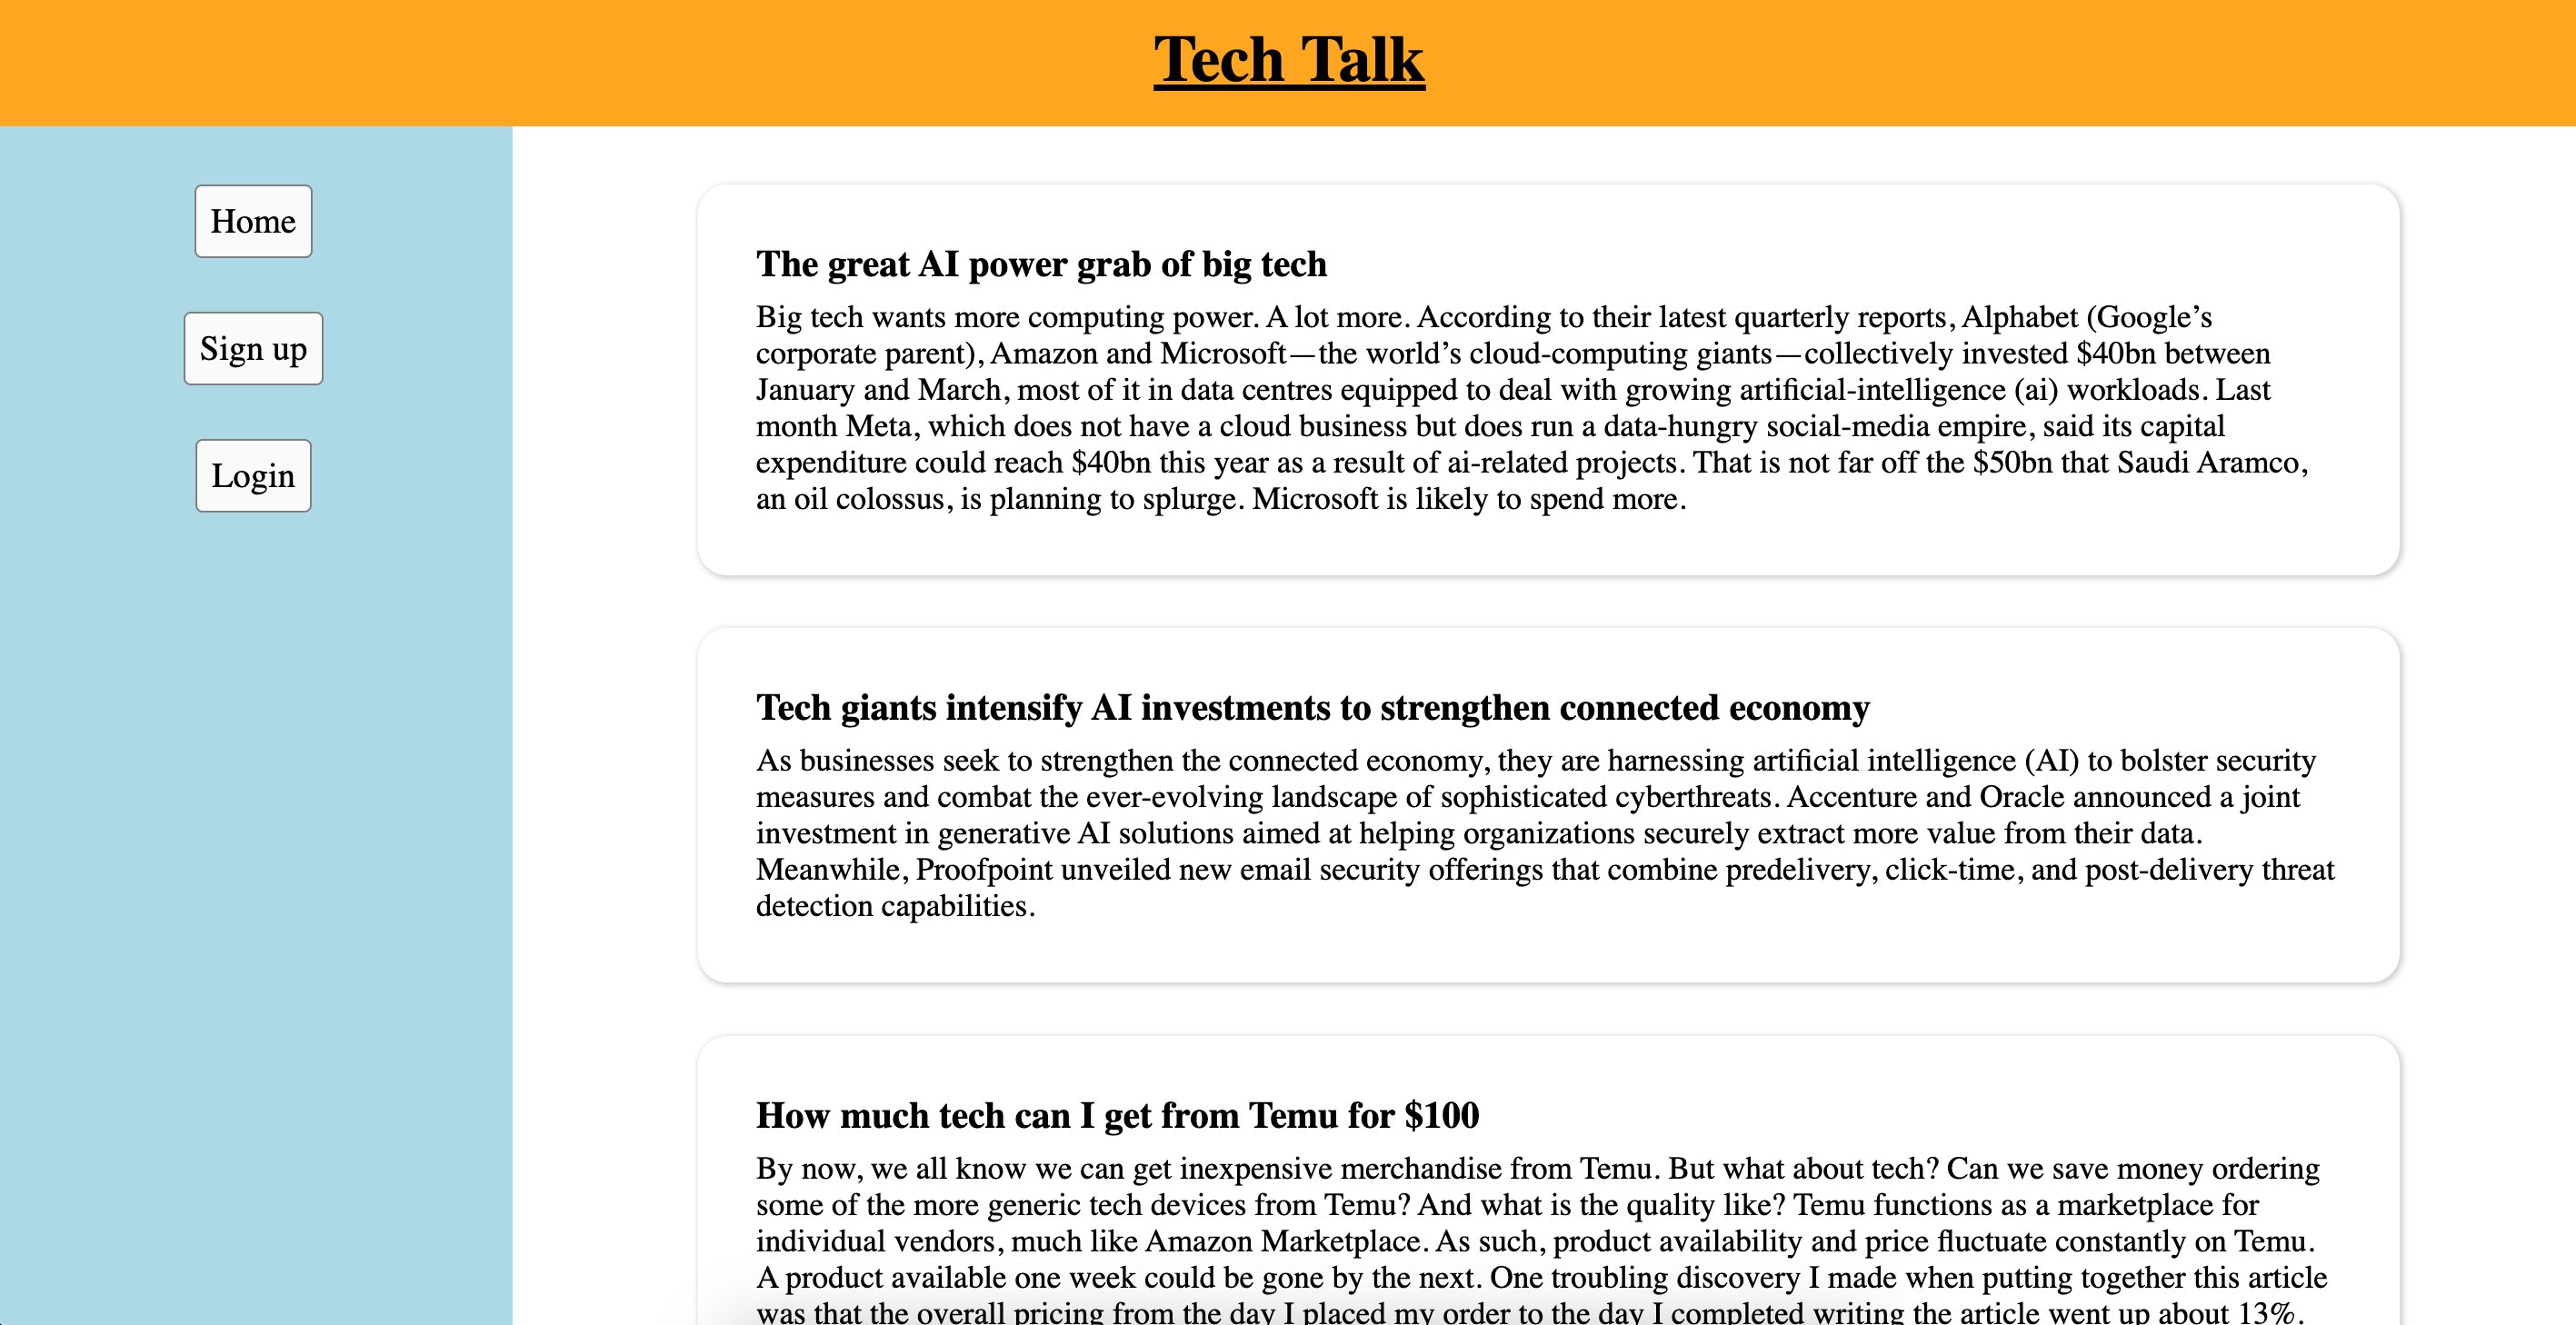 Tech Talk
Home
Sign up
Login
The great AI power grab of big tech
Big tech wants more computing power. A lot more. According to their latest quarterly reports, Alphabet (Google’s
corporate parent), Amazon and Microsoft—the world’s cloud-computing giants—collectively invested $40bn between
January and March, most of it in data centres equipped to deal with growing artificial-intelligence (ai) workloads. Last
month Meta, which does not have a cloud business but does run a data-hungry social-media empire, said its capital
expenditure could reach $40bn this year as a result of ai-related projects. That is not far off the $50bn that Saudi Aramco,
an oil colossus, is planning to splurge. Microsoft is likely to spend more.
Tech giants intensify AI investments to strengthen connected economy
As businesses seek to strengthen the connected economy, they are harnessing artificial intelligence (AI) to bolster security
measures and combat the ever-evolving landscape of sophisticated cyberthreats. Accenture and Oracle announced a joint
investment in generative AI solutions aimed at helping organizations securely extract more value from their data.
Meanwhile, Proofpoint unveiled new email security offerings that combine predelivery, click-time, and post-delivery threat
detection capabilities.
How much tech can I get from Temu for $100
By now, we all know we can get inexpensive merchandise from Temu. But what about tech? Can we save money ordering
some of the more generic tech devices from Temu? And what is the quality like? Temu functions as a marketplace for
individual vendors, much like Amazon Marketplace. As such, product availability and price fluctuate constantly on Temu.
A product available one week could be gone by the next. One troubling discovery I made when putting together this article
was that the overall pricing from the day I placed my order to the day I completed writing the article went up about 13%.